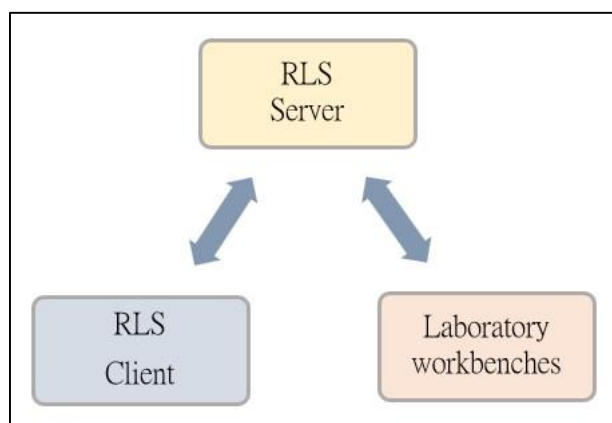 RLS
Server
RLS
Client
Laboratory
workbenches